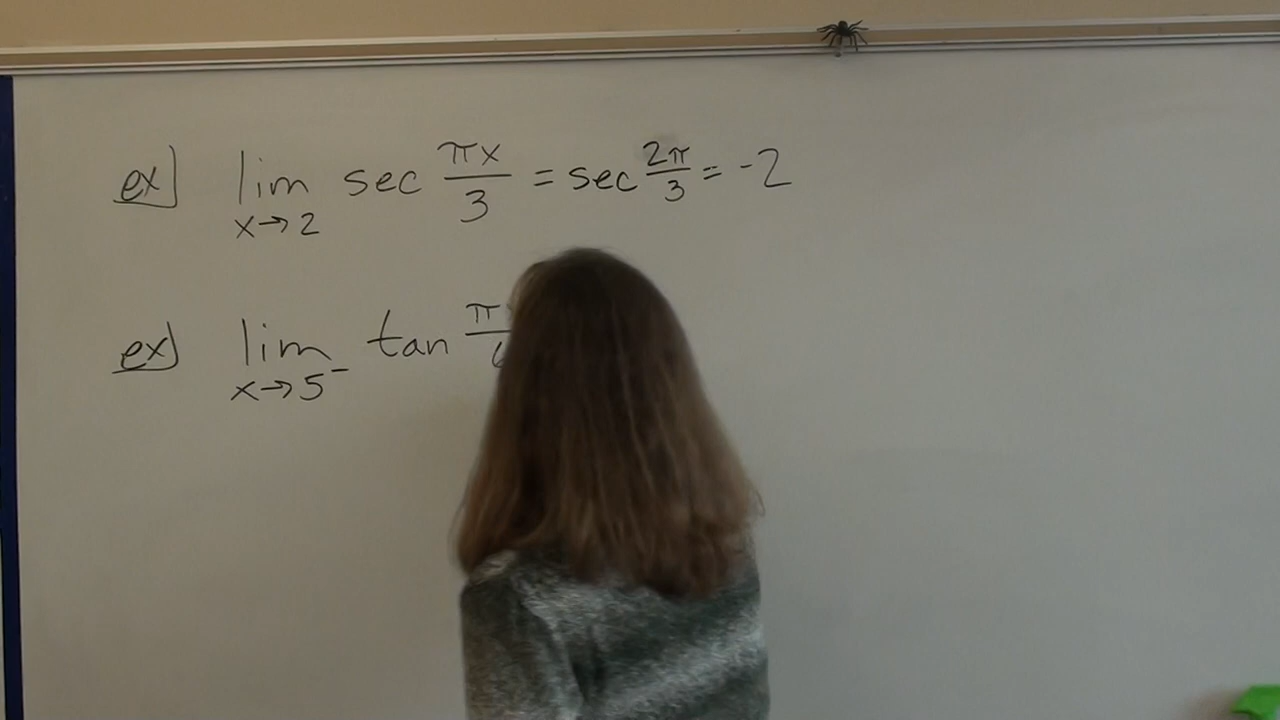 ex] lim x→2 sec πx/3 = sec 2π/3 = -2
ex] lim x→5⁻ tan π